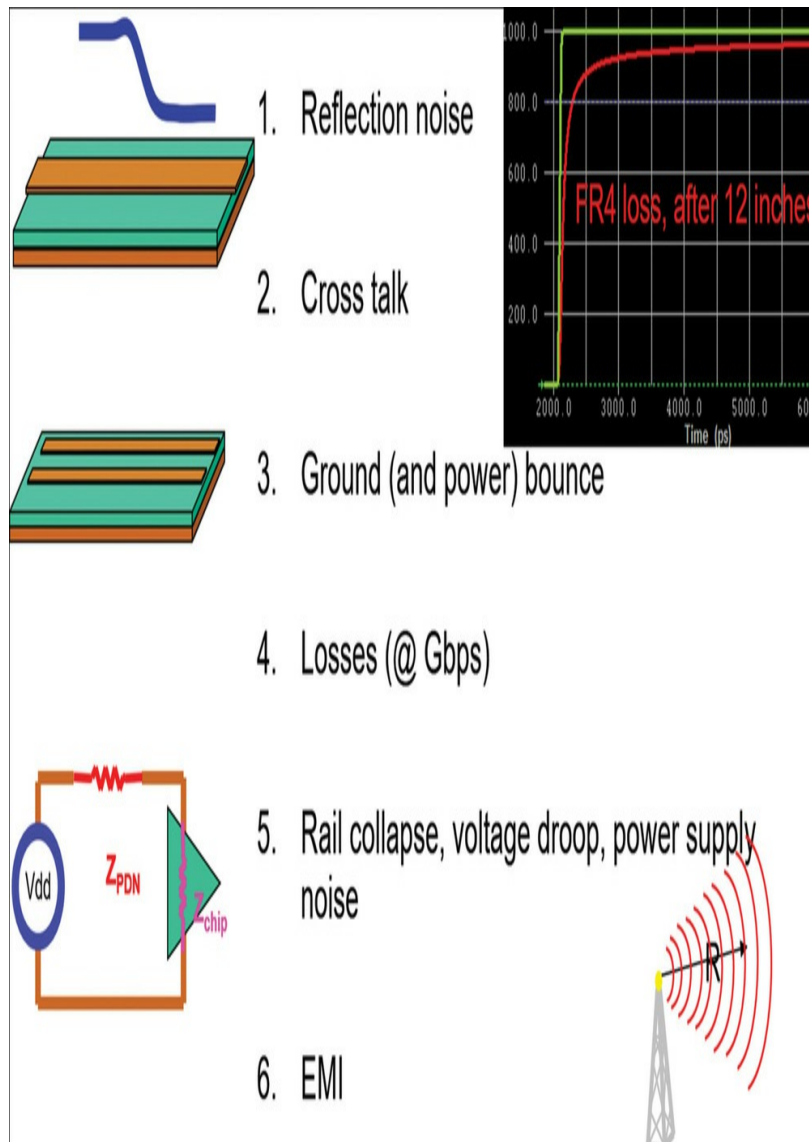 1. Reflection noise
2. Cross talk
3. Ground (and power) bounce
4. Losses (@ Gbps)
5. Rail collapse, voltage droop, power supply
noise
6. EMI
1000.0
800.0
600.0
FR4 loss, after 12 inches
400.0
200.0
2000.0 3000.0 4000.0 5000.0
Time (ps)
Vdd
ZPDN
Zchip
R